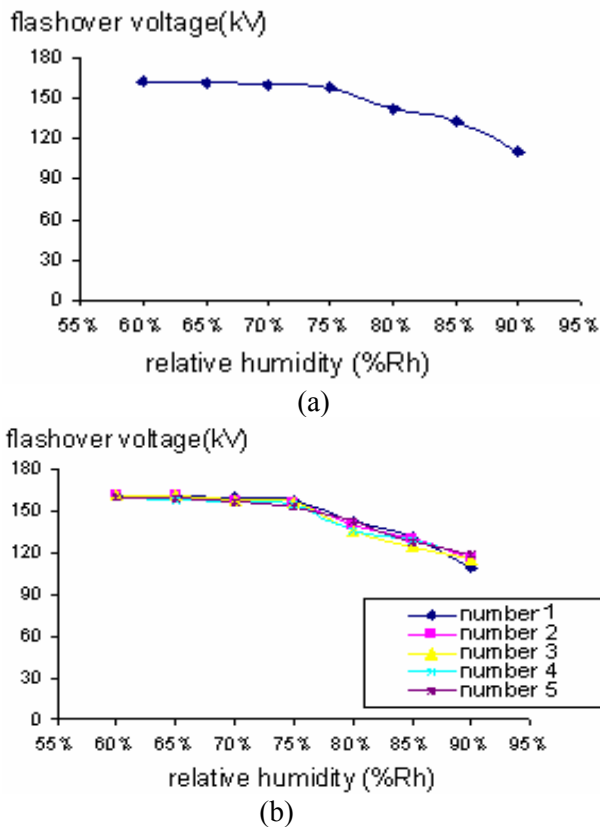 flashover voltage(kV)
180
150
120
90
60
30
0
55% 60% 65% 70% 75% 80% 85% 90% 95%
relative humidity (%Rh)
(a)
flashover voltage(kV)
180
150
120
90
60
30
0
number 1
number 2
number 3
number 4
number 5
55% 60% 65% 70% 75% 80% 85% 90% 95%
relative humidity (%Rh)
(b)